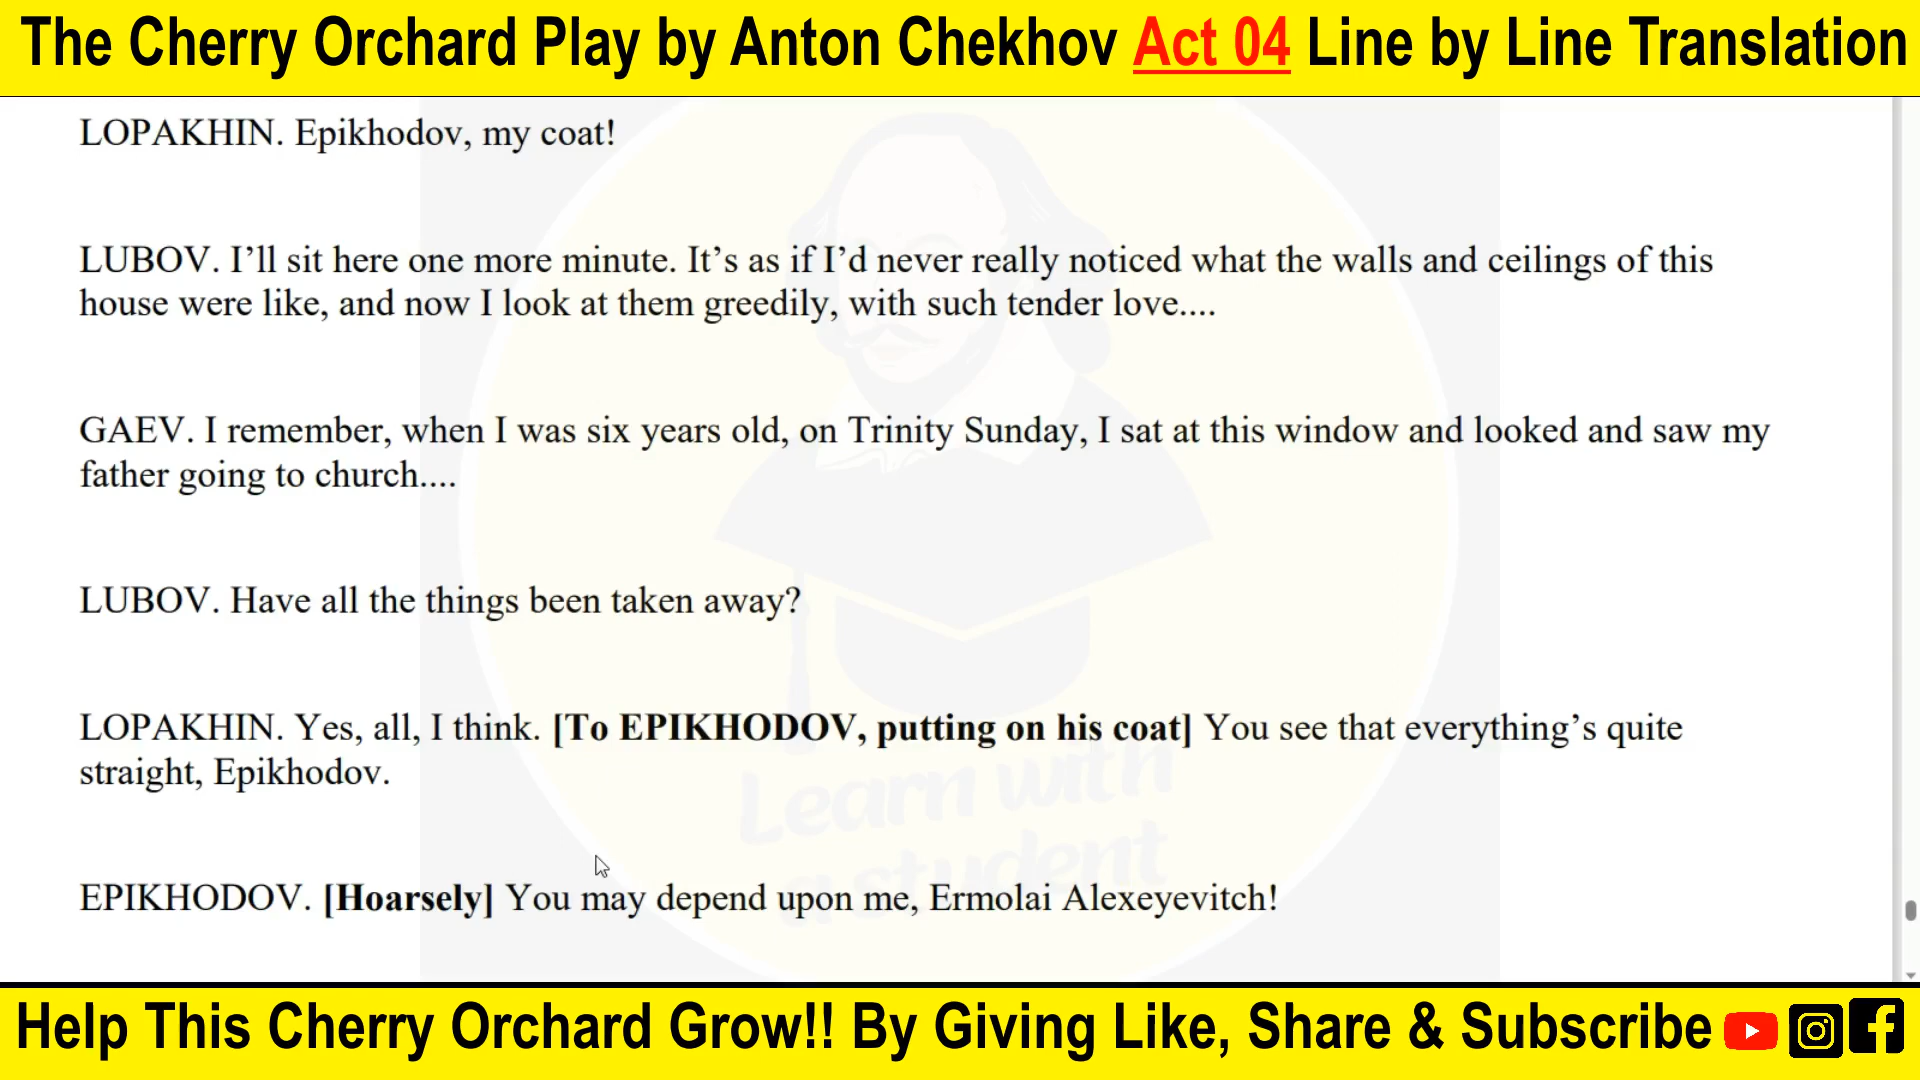 The Cherry Orchard Play by Anton Chekhov Act 04 Line by Line Translation
LOPAKHIN. Epikhodov, my coat!
LUBOV. I’ll sit here one more minute. It’s as if I’d never really noticed what the walls and ceilings of this
house were like, and now I look at them greedily, with such tender love....
GAEV. I remember, when I was six years old, on Trinity Sunday, I sat at this window and looked and saw my
father going to church....
LUBOV. Have all the things been taken away?
LOPAKHIN. Yes, all, I think. [To EPIKHODOV, putting on his coat] You see that everything’s quite
straight, Epikhodov.
Learn with
a student
EPIKHODOV. [Hoarsely] You may depend upon me, Ermolai Alexeyevitch!
Help This Cherry Orchard Grow!! By Giving Like, Share & Subscribe